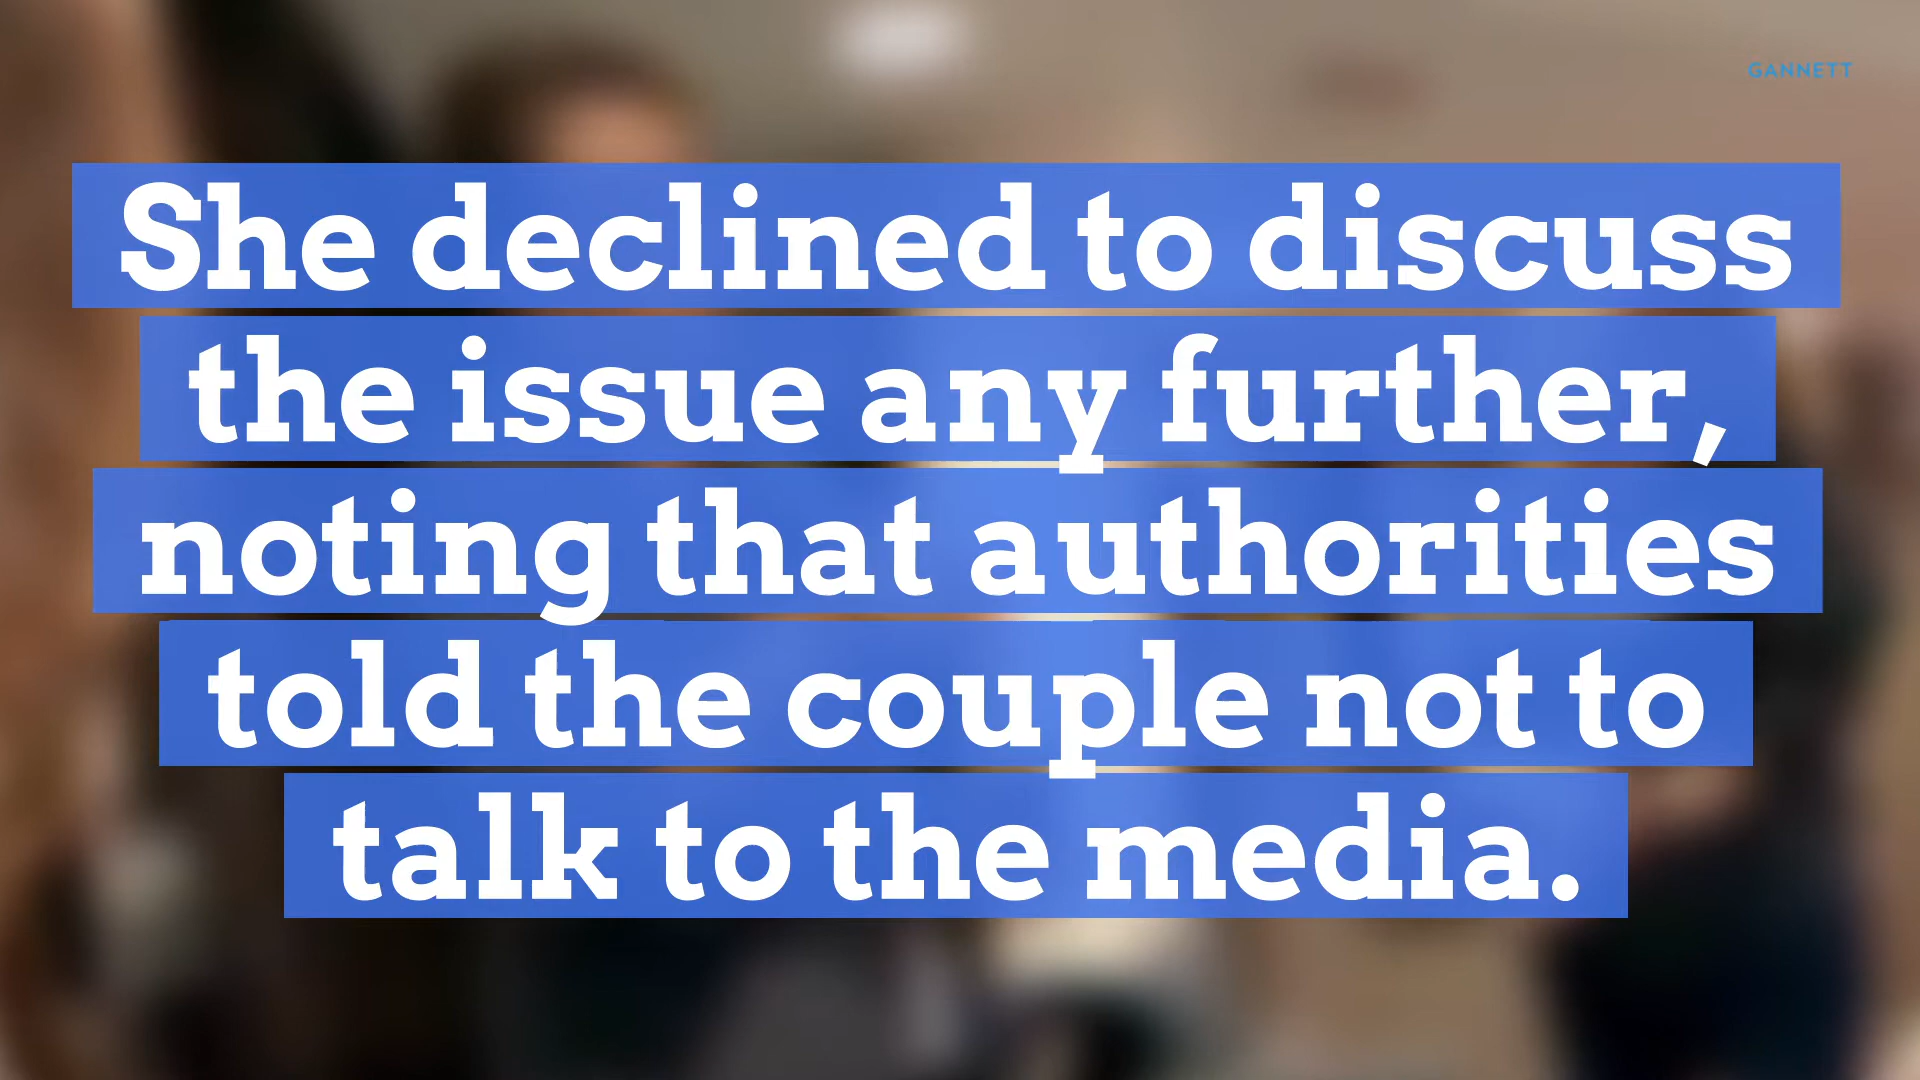 GANNETT
She declined to discuss
the issue any further,
noting that authorities
told the couple not to
talk to the media.